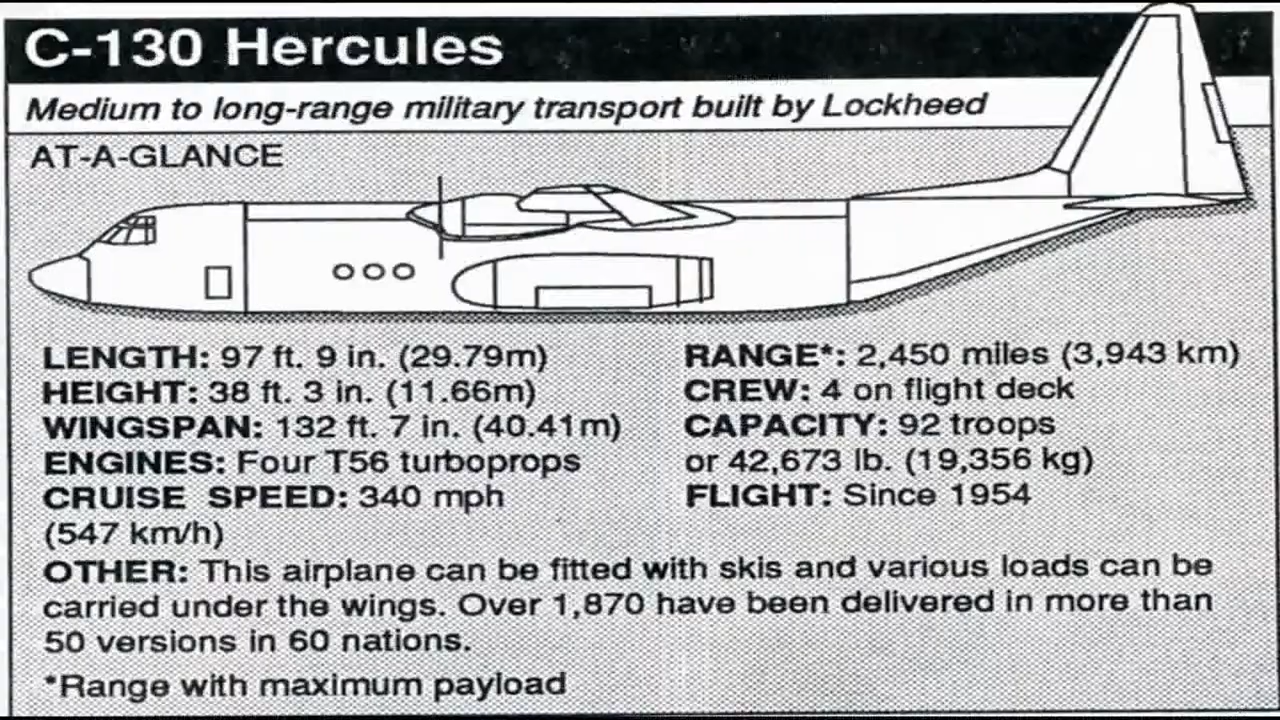 C-130 Hercules
Medium to long-range military transport built by Lockheed
AT-A-GLANCE
LENGTH: 97 ft. 9 in. (29.79m)
HEIGHT: 38 ft. 3 in. (11.66m)
WINGSPAN: 132 ft. 7 in. (40.41m)
ENGINES: Four T56 turboprops
CRUISE SPEED: 340 mph
(547 km/h)
RANGE*: 2,450 miles (3,943 km)
CREW: 4 on flight deck
CAPACITY: 92 troops
or 42,673 lb. (19,356 kg)
FLIGHT: Since 1954
OTHER: This airplane can be fitted with skis and various loads can be
carried under the wings. Over 1,870 have been delivered in more than
50 versions in 60 nations.
*Range with maximum payload